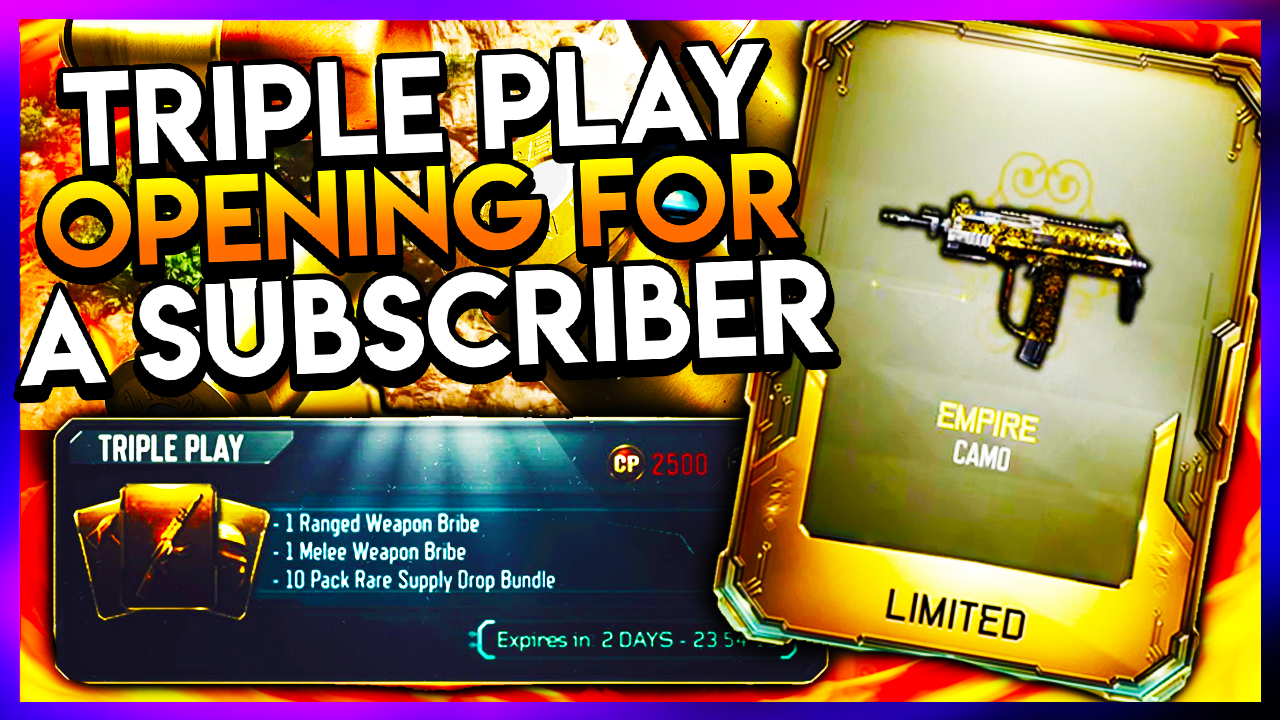 TRIPLE PLAY
OPENING FOR
A SUBSCRIBER
TRIPLE PLAY
CP 2500
- 1 Ranged Weapon Bribe
- 1 Melee Weapon Bribe
- 10 Pack Rare Supply Drop Bundle
Expires in: 2 DAYS - 23:54
EMPIRE
CAMO
LIMITED